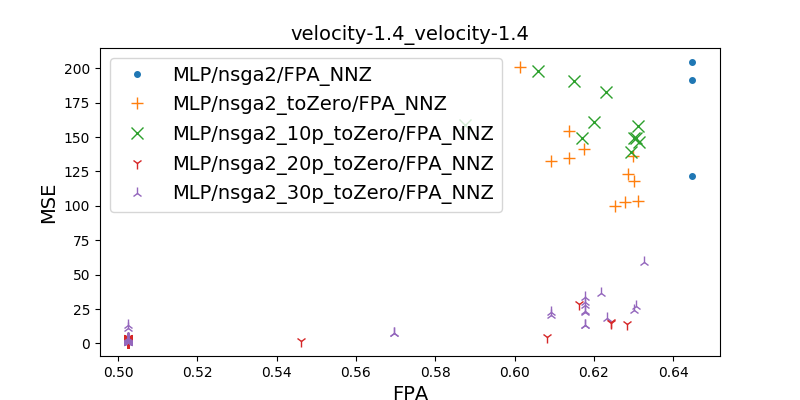 velocity-1.4_velocity-1.4
MLP/nsga2/FPA_NNZ
MLP/nsga2_toZero/FPA_NNZ
MLP/nsga2_10p_toZero/FPA_NNZ
MLP/nsga2_20p_toZero/FPA_NNZ
MLP/nsga2_30p_toZero/FPA_NNZ
MSE
200
175
150
125
100
75
50
25
0
0.50 0.52 0.54 0.56 0.58 0.60 0.62 0.64
FPA